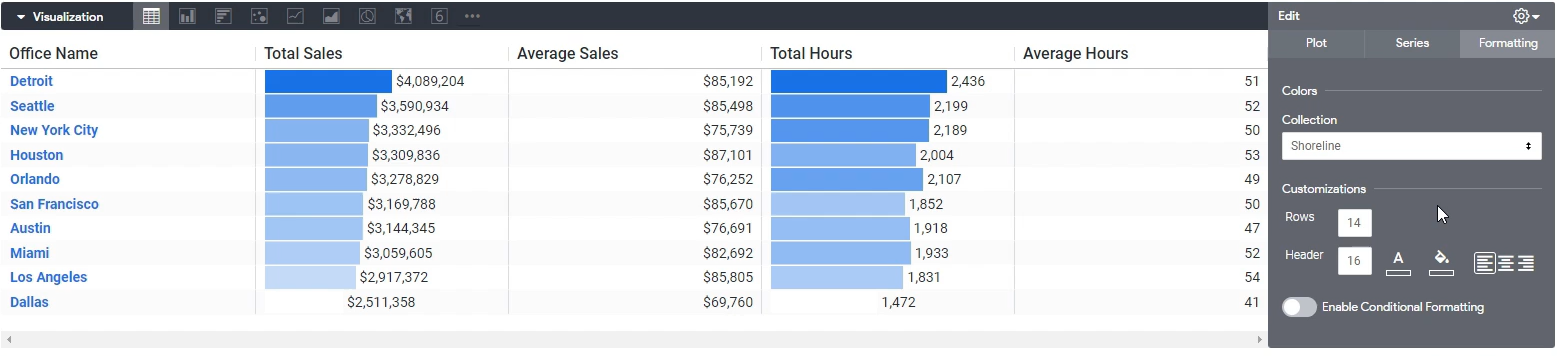 Visualization 6
Edit
Plot Series Formatting
Office Name Total Sales Average Sales Total Hours Average Hours
Detroit $4,089,204 $85,192 2,436 51
Seattle $3,590,934 $85,498 2,199 52
New York City $3,332,496 $75,739 2,189 50
Houston $3,309,836 $87,101 2,004 53
Orlando $3,278,829 $76,252 2,107 49
San Francisco $3,169,788 $85,670 1,852 50
Austin $3,144,345 $76,691 1,918 47
Miami $3,059,605 $82,692 1,933 52
Los Angeles $2,917,372 $85,805 1,831 54
Dallas $2,511,358 $69,760 1,472 41
Colors
Collection
Shoreline
Customizations
Rows 14
Header 16 A
Enable Conditional Formatting